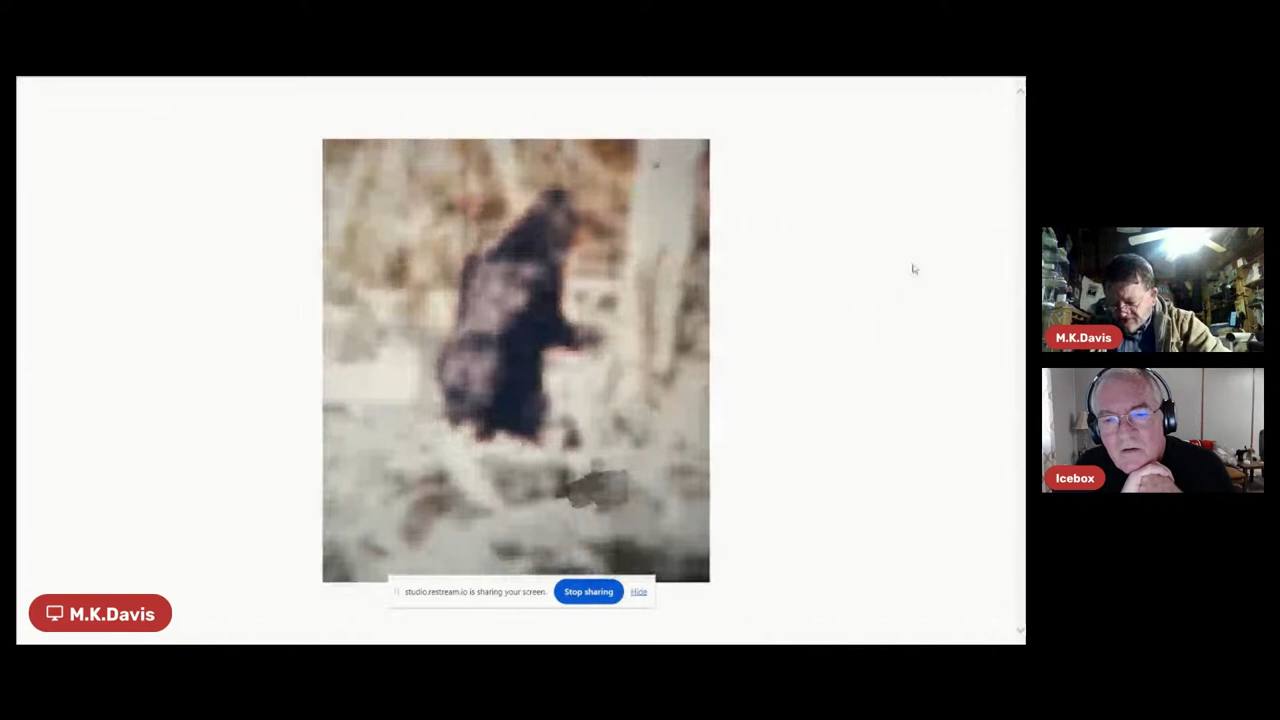 M.K.Davis
Icebox
studio.restream.io is sharing your screen.
Stop sharing
Hide
M.K.Davis